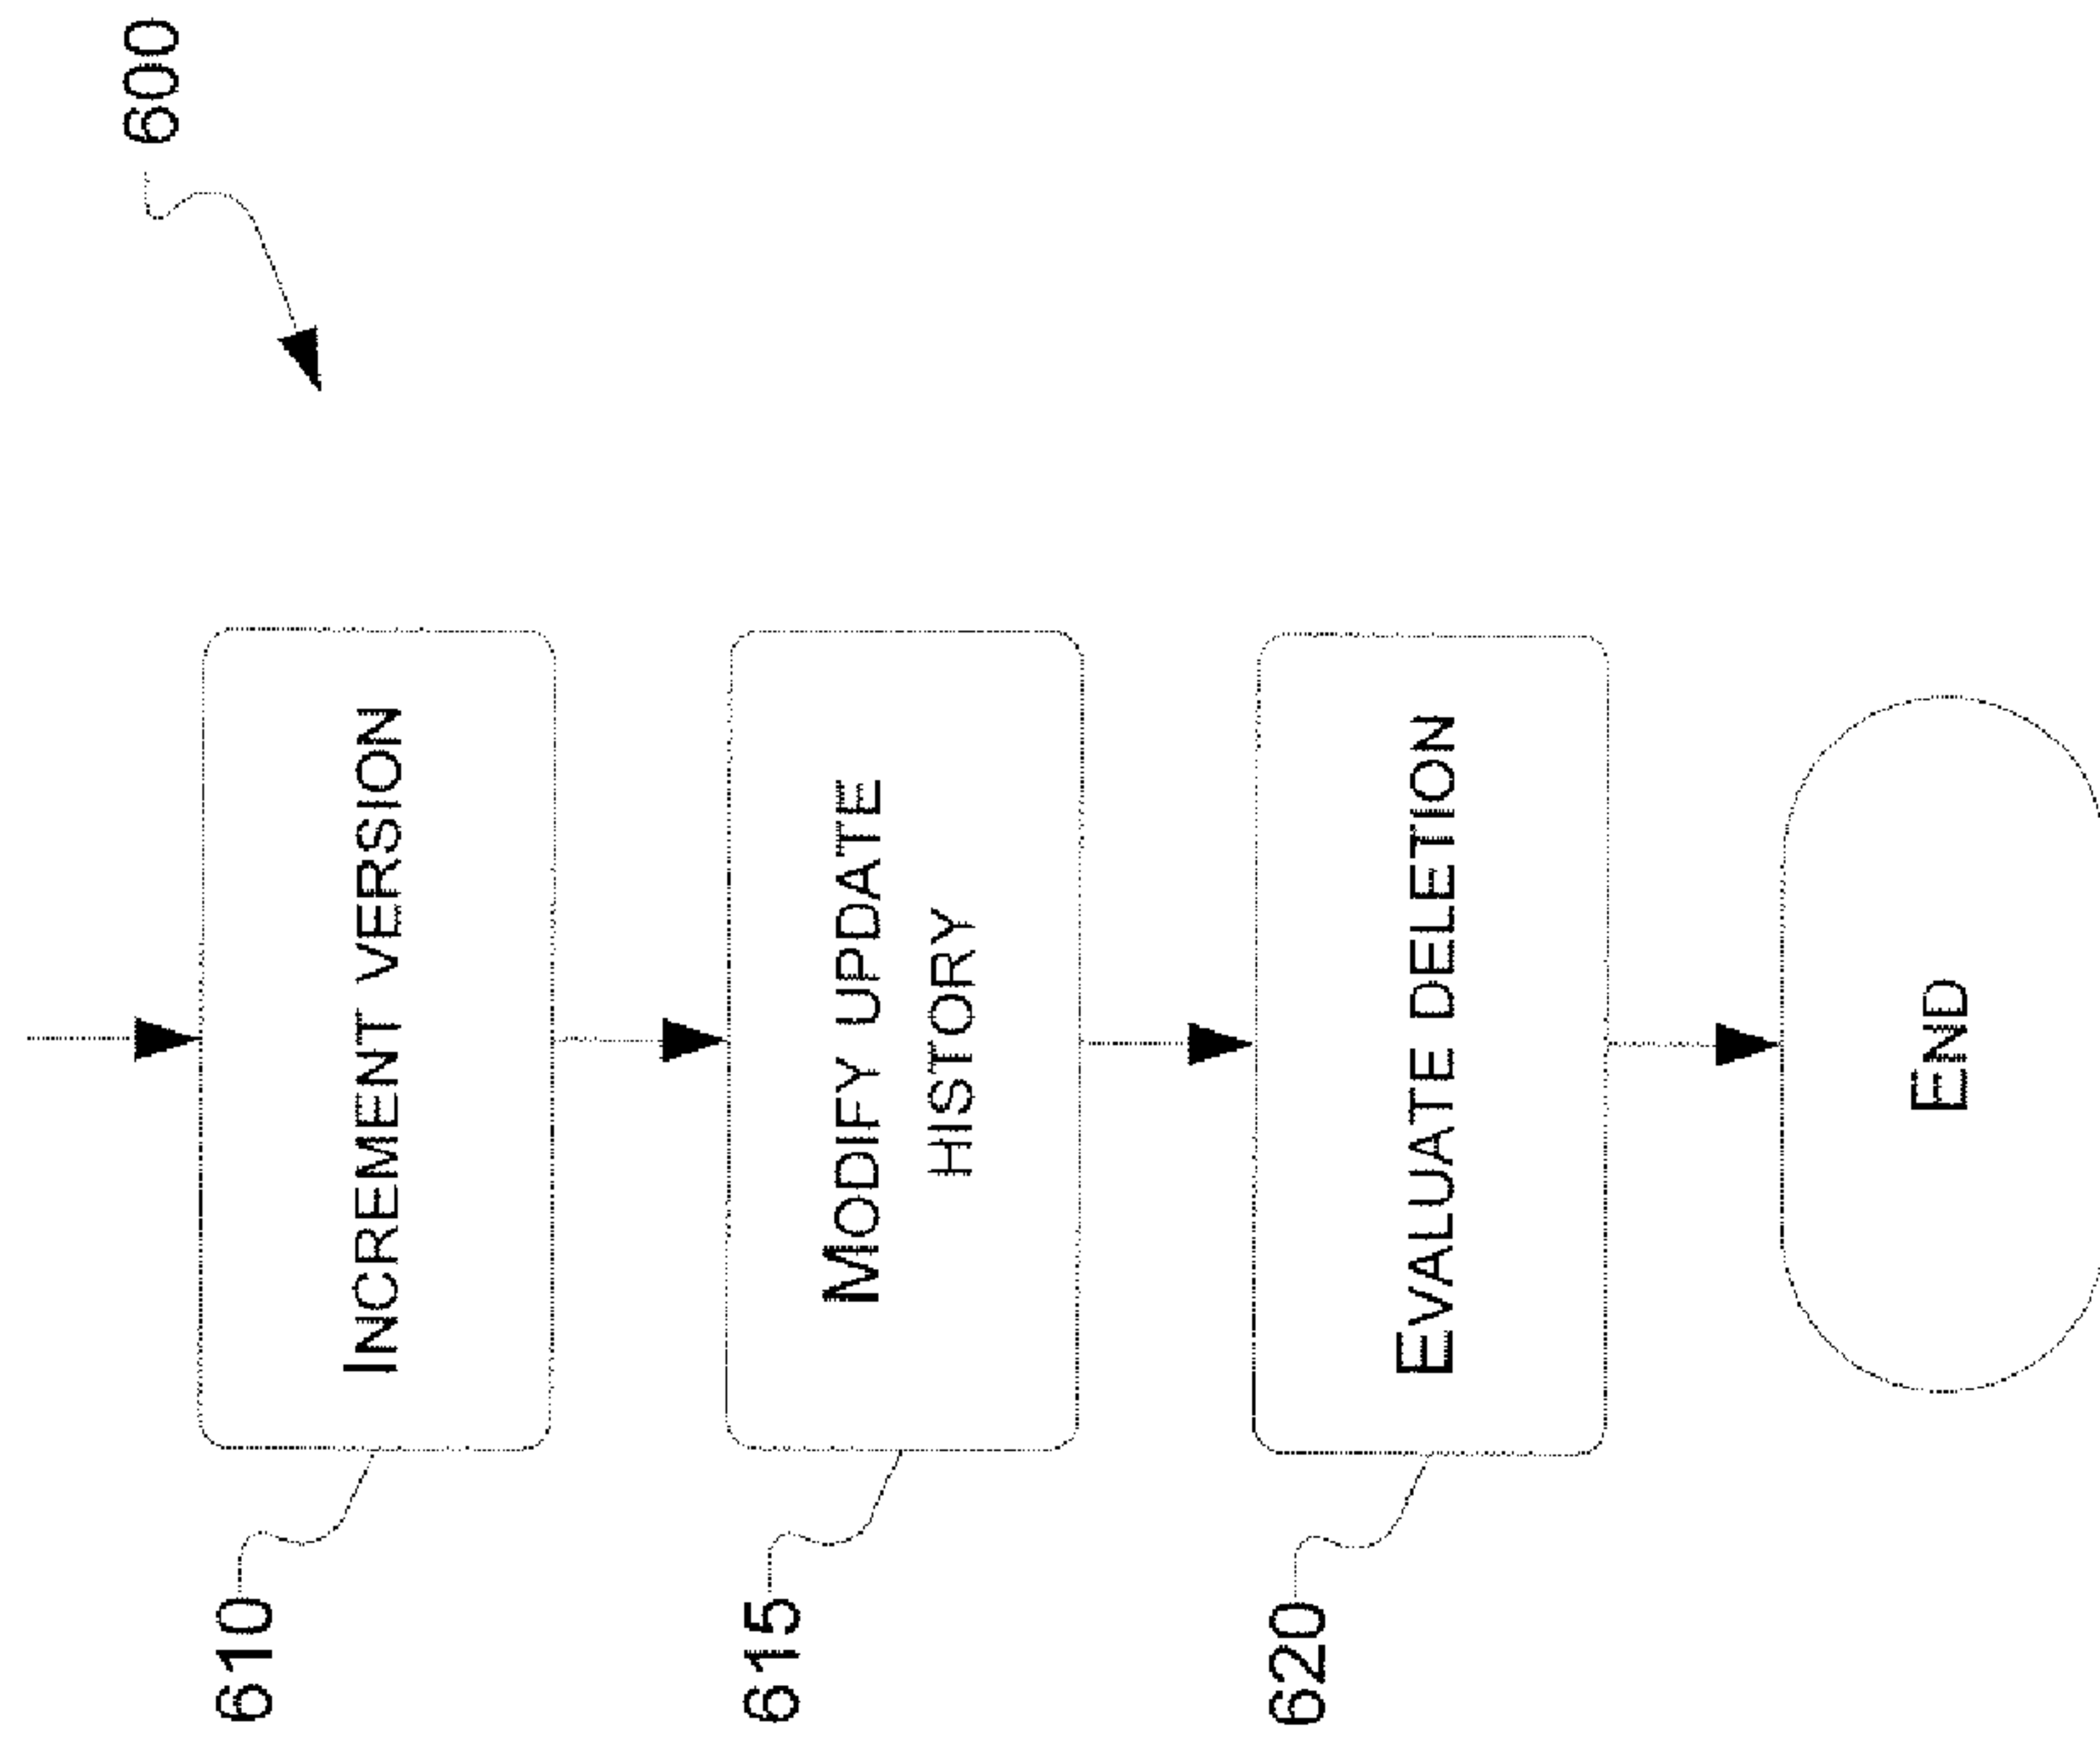 600
610
INCREMENT VERSION
615
MODIFY UPDATE
HISTORY
620
EVALUATE DELETION
END